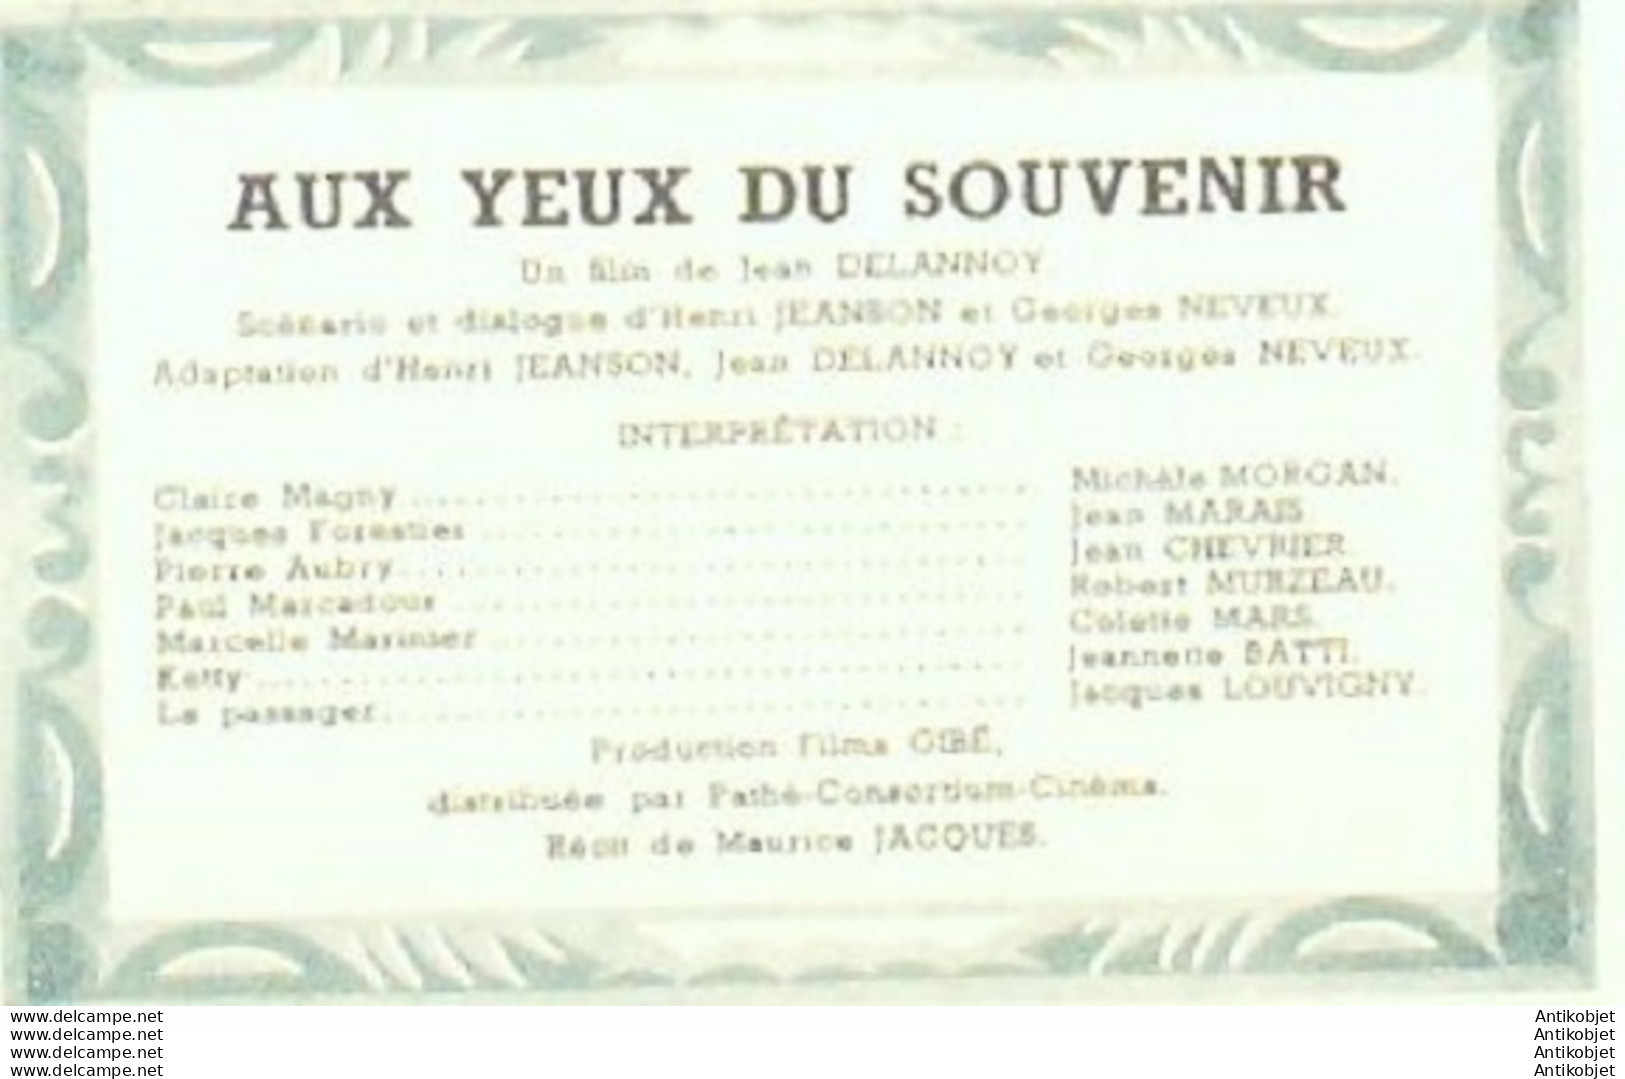 AUX YEUX DU SOUVENIR
Un film de Jean DELANNOY
Scénario et dialogue d'Henri JEANSON et Georges NEVEUX.
Adaptation d'Henri JEANSON, Jean DELANNOY et Georges NEVEUX.
INTERPRÉTATION :
Claire Magny .......... Michèle MORGAN.
Jacques Forestier .......... Jean MARAIS.
Pierre Aubry .......... Jean CHEVRIER.
Paul Marcadour .......... Robert MURZEAU.
Marcelle Marinier .......... Colette MARS.
Ketty .......... Jeannette BATTI.
Le passager .......... Jacques LOUVIGNY.
Production Films GIBÉ,
distribuée par Pathé-Consortium-Cinéma.
Récit de Maurice JACQUES.
www.delcampe.net Antikobjet
www.delcampe.net Antikobjet
www.delcampe.net Antikobjet
www.delcampe.net Antikobjet